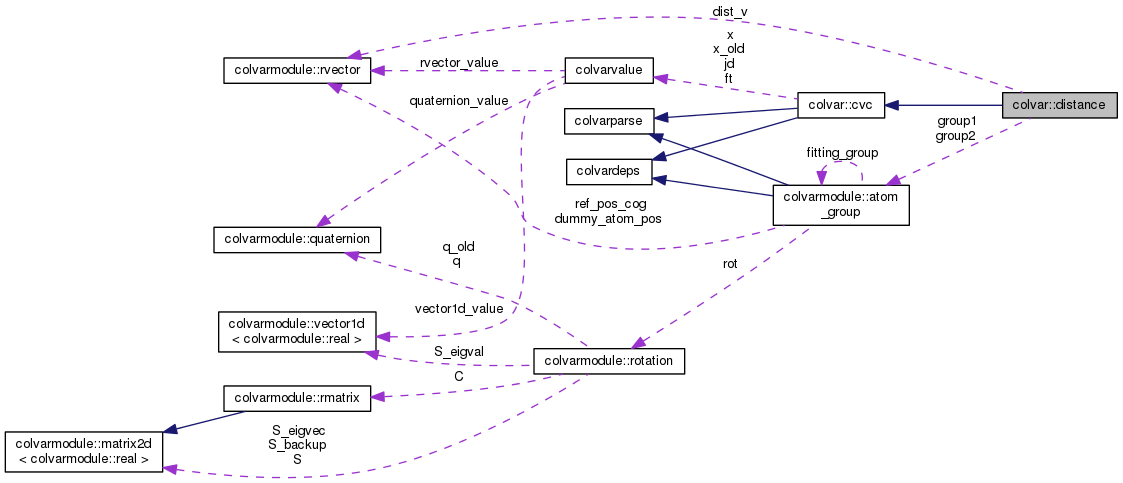 dist_v
x
x_old
jd
ft
colvarmodule::rvector
rvector_value
colvarvalue
quaternion_value
colvarparse
colvar::cvc
colvar::distance
group1
group2
fitting_group
colvardeps
colvarmodule::atom
_group
ref_pos_cog
dummy_atom_pos
colvarmodule::quaternion
q_old
q
rot
vector1d_value
colvarmodule::vector1d
< colvarmodule::real >
S_eigval
colvarmodule::rotation
C
colvarmodule::rmatrix
S_eigvec
S_backup
S
colvarmodule::matrix2d
< colvarmodule::real >